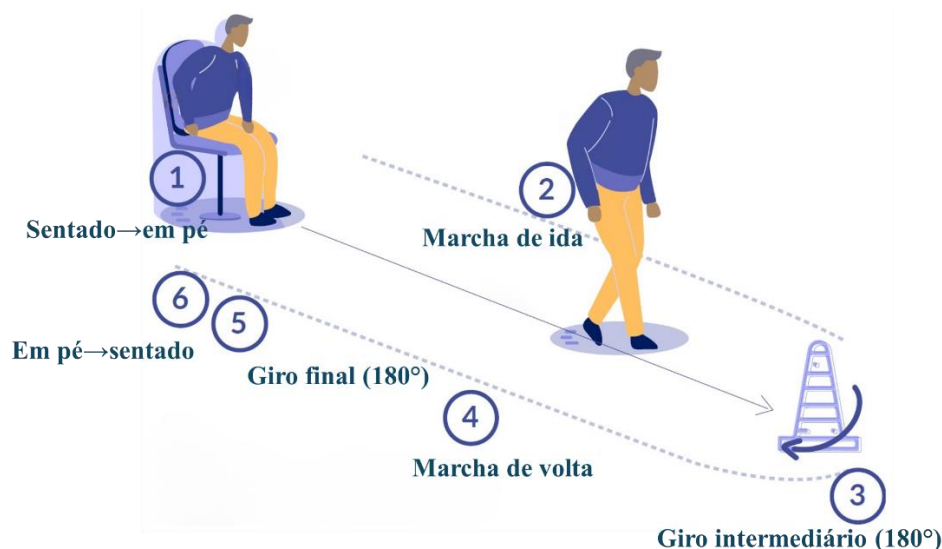 1
Sentado→em pé
2
Marcha de ida
3
Giro intermediário (180°)
4
Marcha de volta
5
Giro final (180°)
6
Em pé→sentado